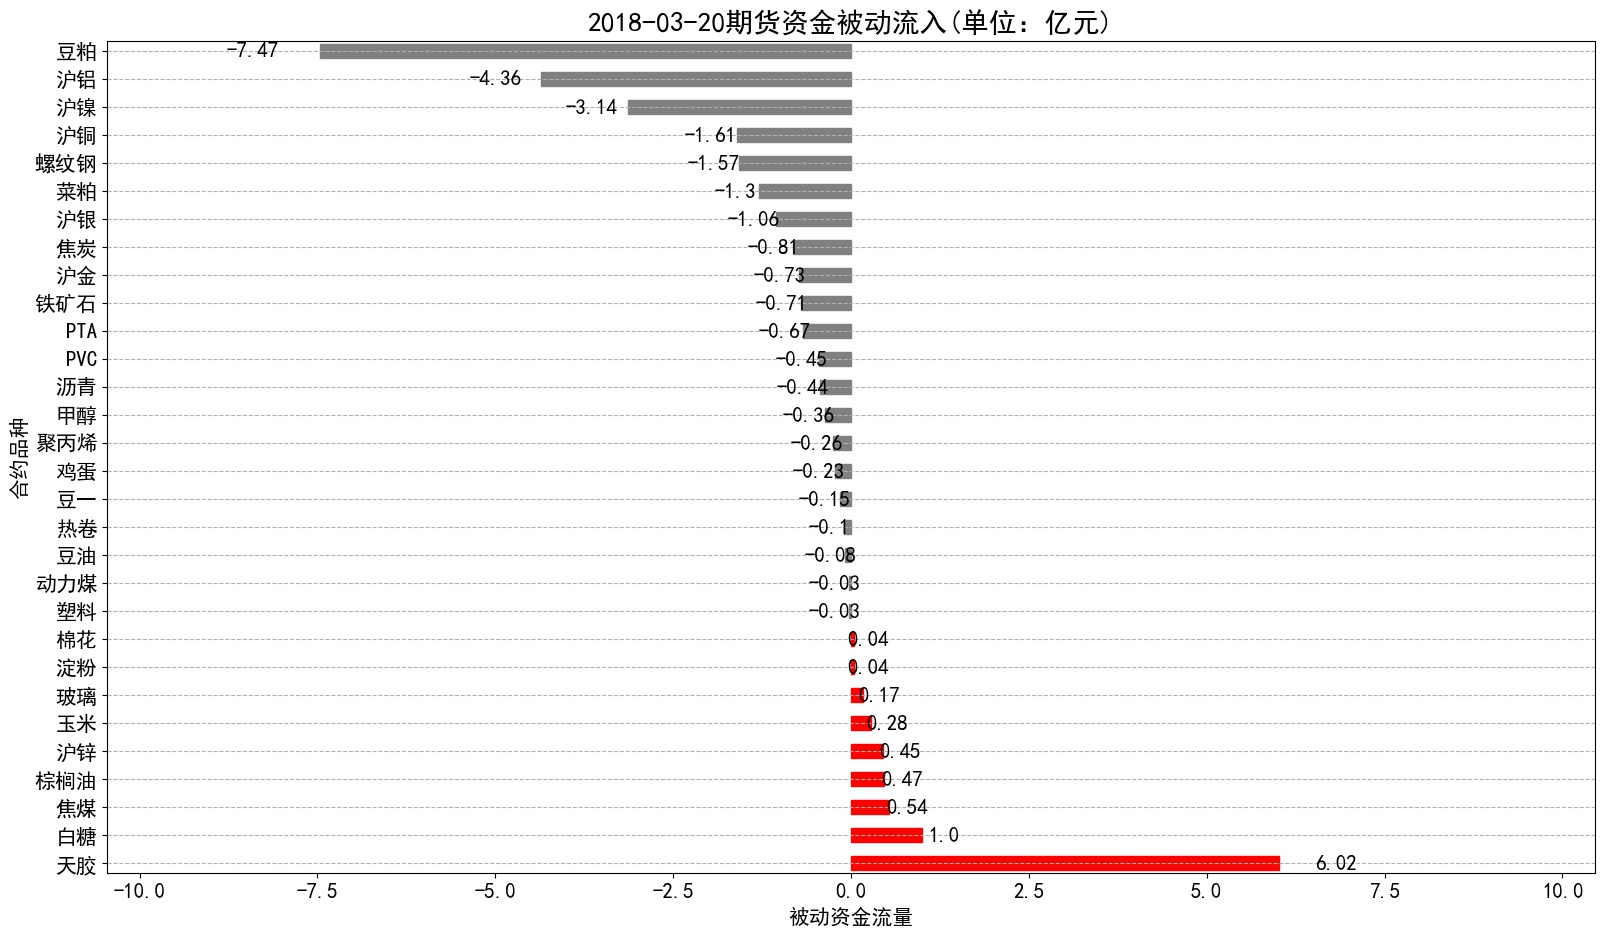 2018-03-20期货资金被动流入(单位：亿元)
豆粕 -7.47
沪铝 -4.36
沪镍 -3.14
沪铜 -1.61
螺纹钢 -1.57
菜粕 -1.3
沪银 -1.06
焦炭 -0.81
沪金 -0.73
铁矿石 -0.71
PTA -0.67
PVC -0.45
沥青 -0.44
甲醇 -0.36
聚丙烯 -0.26
鸡蛋 -0.23
豆一 -0.15
热卷 -0.1
豆油 -0.08
动力煤 -0.03
塑料 -0.03
棉花 0.04
淀粉 0.04
玻璃 0.17
玉米 0.28
沪锌 0.45
棕榈油 0.47
焦煤 0.54
白糖 1.0
天胶 6.02
合约品种
-10.0 -7.5 -5.0 -2.5 0.0 2.5 5.0 7.5 10.0
被动资金流量